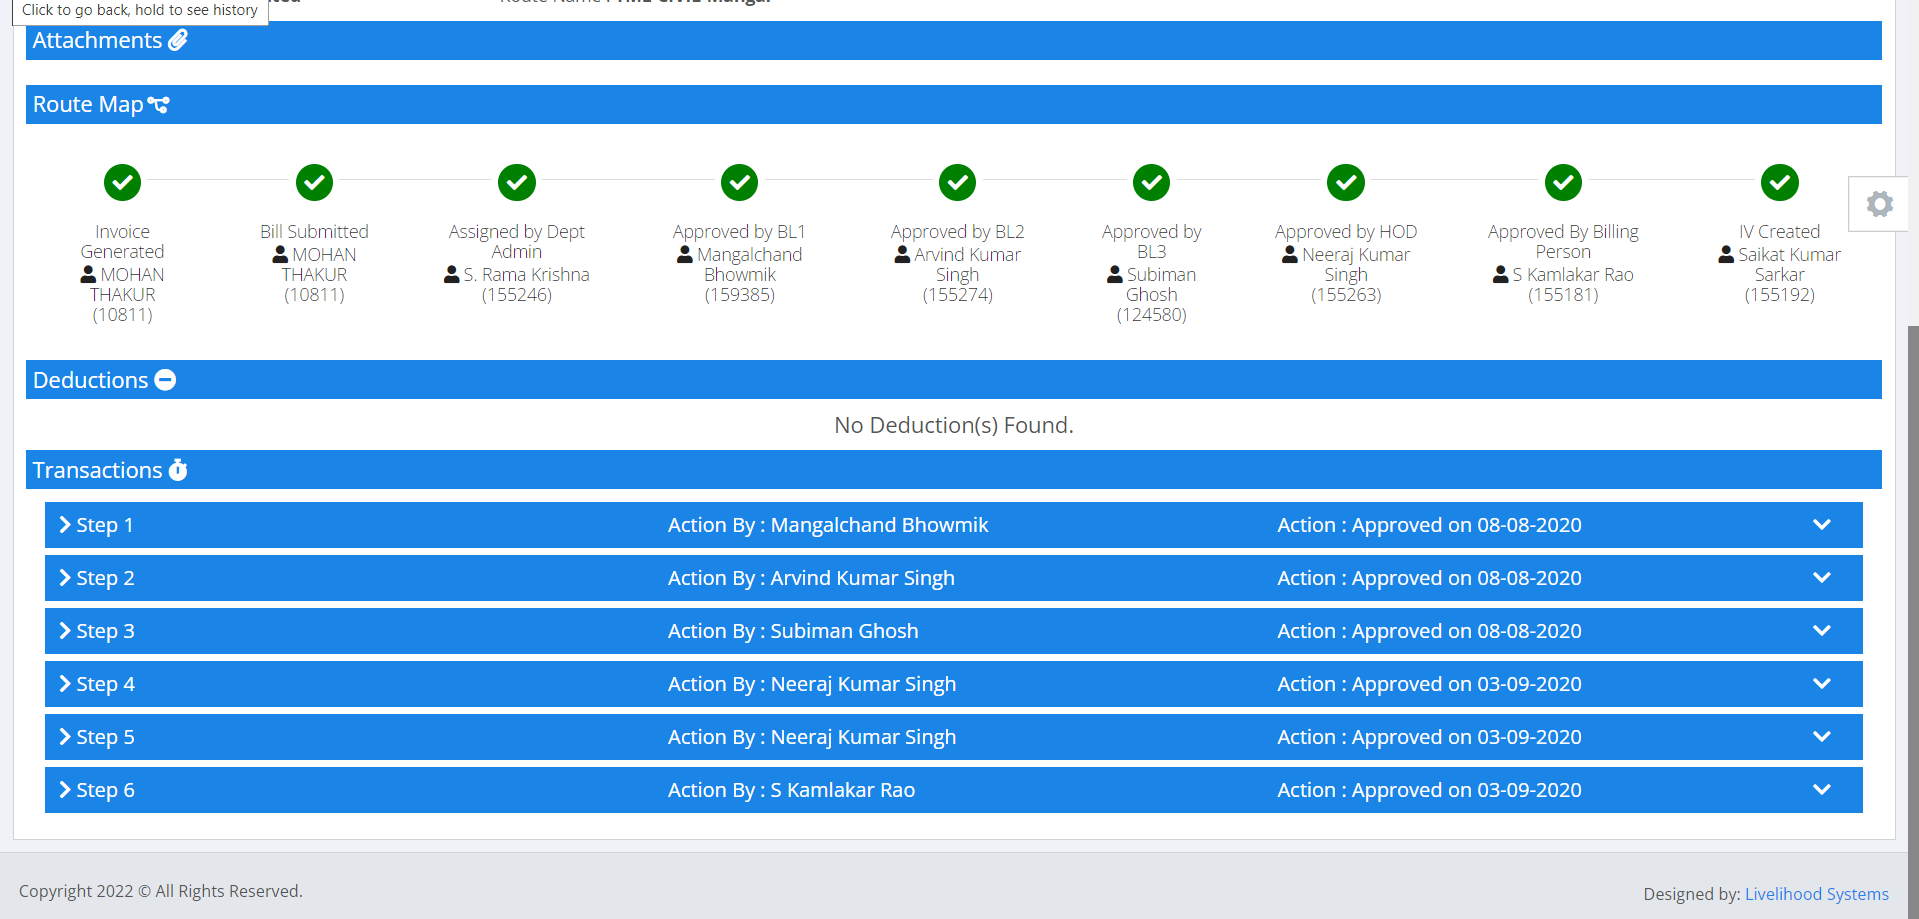 Click to go back, hold to see history
Route Name : TML CIVIL Mangal
Attachments
Route Map
Invoice
Generated
MOHAN
THAKUR
(10811)
Bill Submitted
MOHAN
THAKUR
(10811)
Assigned by Dept
Admin
S. Rama Krishna
(155246)
Approved by BL1
Mangalchand
Bhowmik
(159385)
Approved by BL2
Arvind Kumar
Singh
(155274)
Approved by
BL3
Subiman
Ghosh
(124580)
Approved by HOD
Neeraj Kumar
Singh
(155263)
Approved By Billing
Person
S Kamlakar Rao
(155181)
IV Created
Saikat Kumar
Sarkar
(155192)
Deductions
No Deduction(s) Found.
Transactions
Step 1 Action By : Mangalchand Bhowmik Action : Approved on 08-08-2020
Step 2 Action By : Arvind Kumar Singh Action : Approved on 08-08-2020
Step 3 Action By : Subiman Ghosh Action : Approved on 08-08-2020
Step 4 Action By : Neeraj Kumar Singh Action : Approved on 03-09-2020
Step 5 Action By : Neeraj Kumar Singh Action : Approved on 03-09-2020
Step 6 Action By : S Kamlakar Rao Action : Approved on 03-09-2020
Copyright 2022 © All Rights Reserved.
Designed by: Livelihood Systems